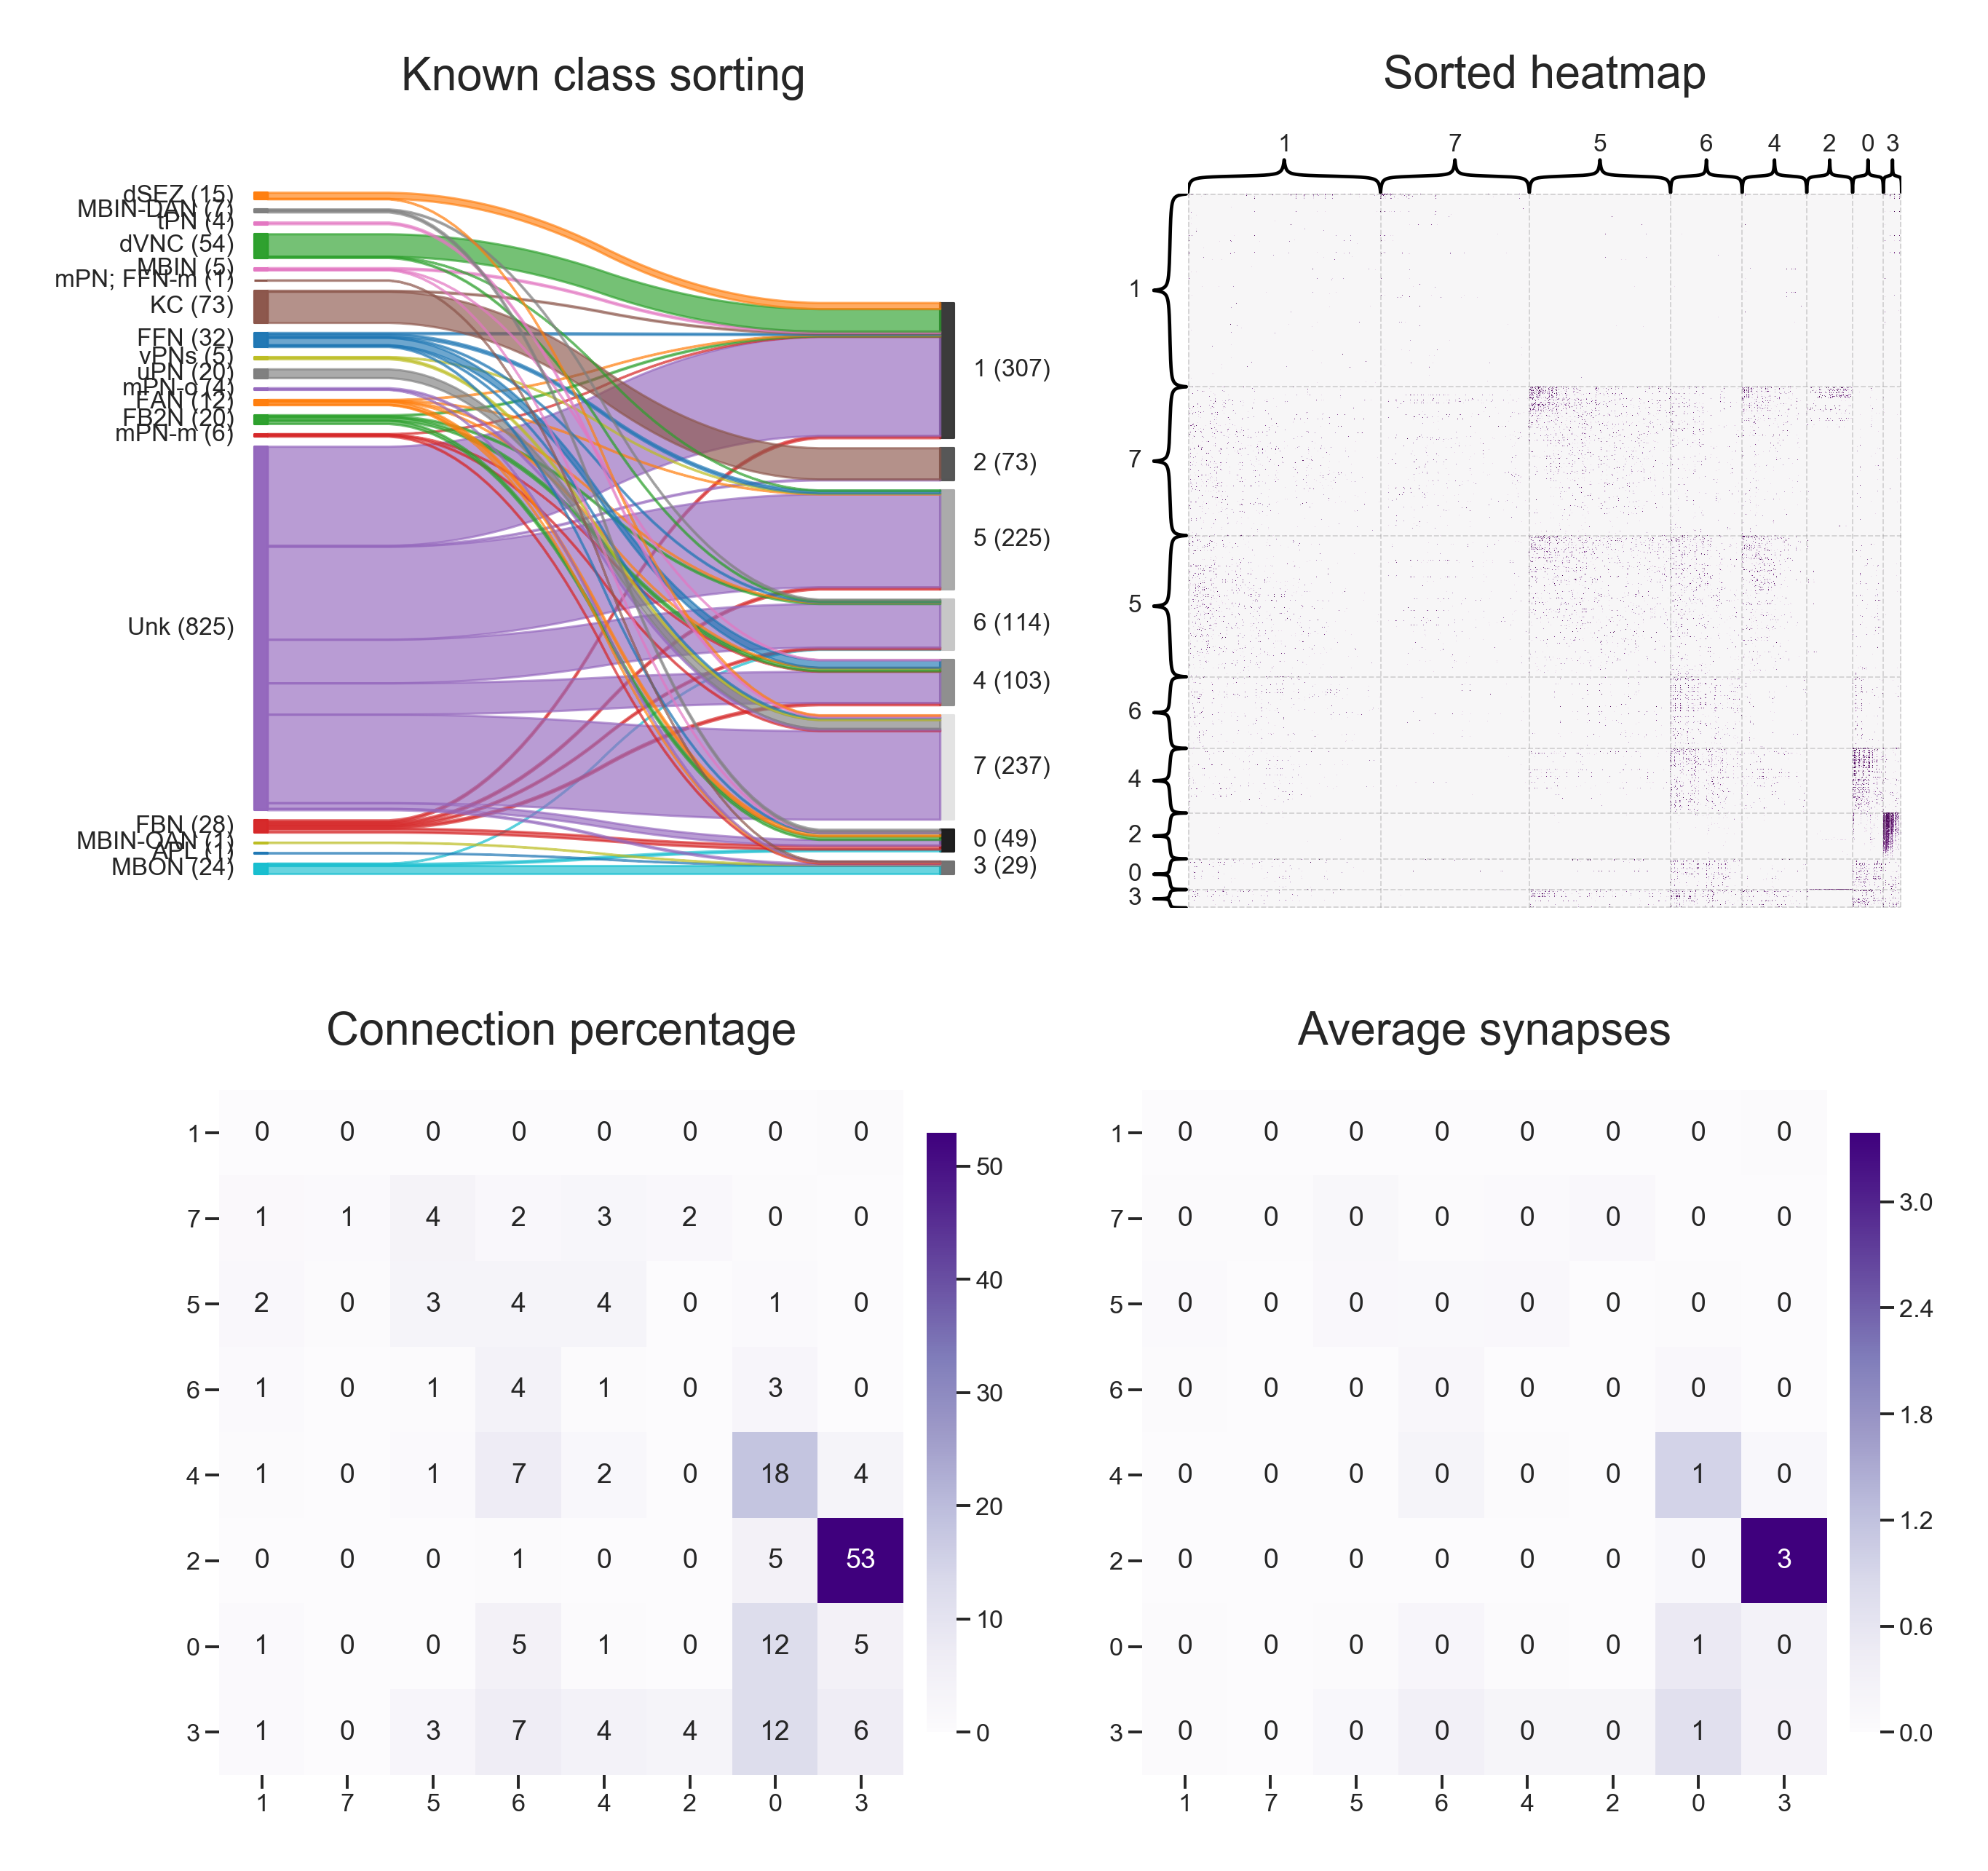 Known class sorting
dSEZ (15)
MBIN-DAN (7)
tPN (4)
dVNC (54)
MBIN (5)
mPN; FFN-m (1)
KC (73)
FFN (32)
vPNs (5)
uPN (20)
mPN-o (4)
FAN (12)
FB2N (20)
mPN-m (6)
Unk (825)
FBN (28)
MBIN-OAN (1)
APL (1)
MBON (24)
1 (307)
2 (73)
5 (225)
6 (114)
4 (103)
7 (237)
0 (49)
3 (29)
Sorted heatmap
1 7 5 6 4 2 0 3
1
7
5
6
4
2
0
3
Connection percentage
1 0 0 0 0 0 0 0 0
7 1 1 4 2 3 2 0 0
5 2 0 3 4 4 0 1 0
6 1 0 1 4 1 0 3 0
4 1 0 1 7 2 0 18 4
2 0 0 0 1 0 0 5 53
0 1 0 0 5 1 0 12 5
3 1 0 3 7 4 4 12 6
1 7 5 6 4 2 0 3
50
40
30
20
10
0
Average synapses
1 0 0 0 0 0 0 0 0
7 0 0 0 0 0 0 0 0
5 0 0 0 0 0 0 0 0
6 0 0 0 0 0 0 0 0
4 0 0 0 0 0 0 1 0
2 0 0 0 0 0 0 0 3
0 0 0 0 0 0 0 1 0
3 0 0 0 0 0 0 1 0
1 7 5 6 4 2 0 3
3.0
2.4
1.8
1.2
0.6
0.0